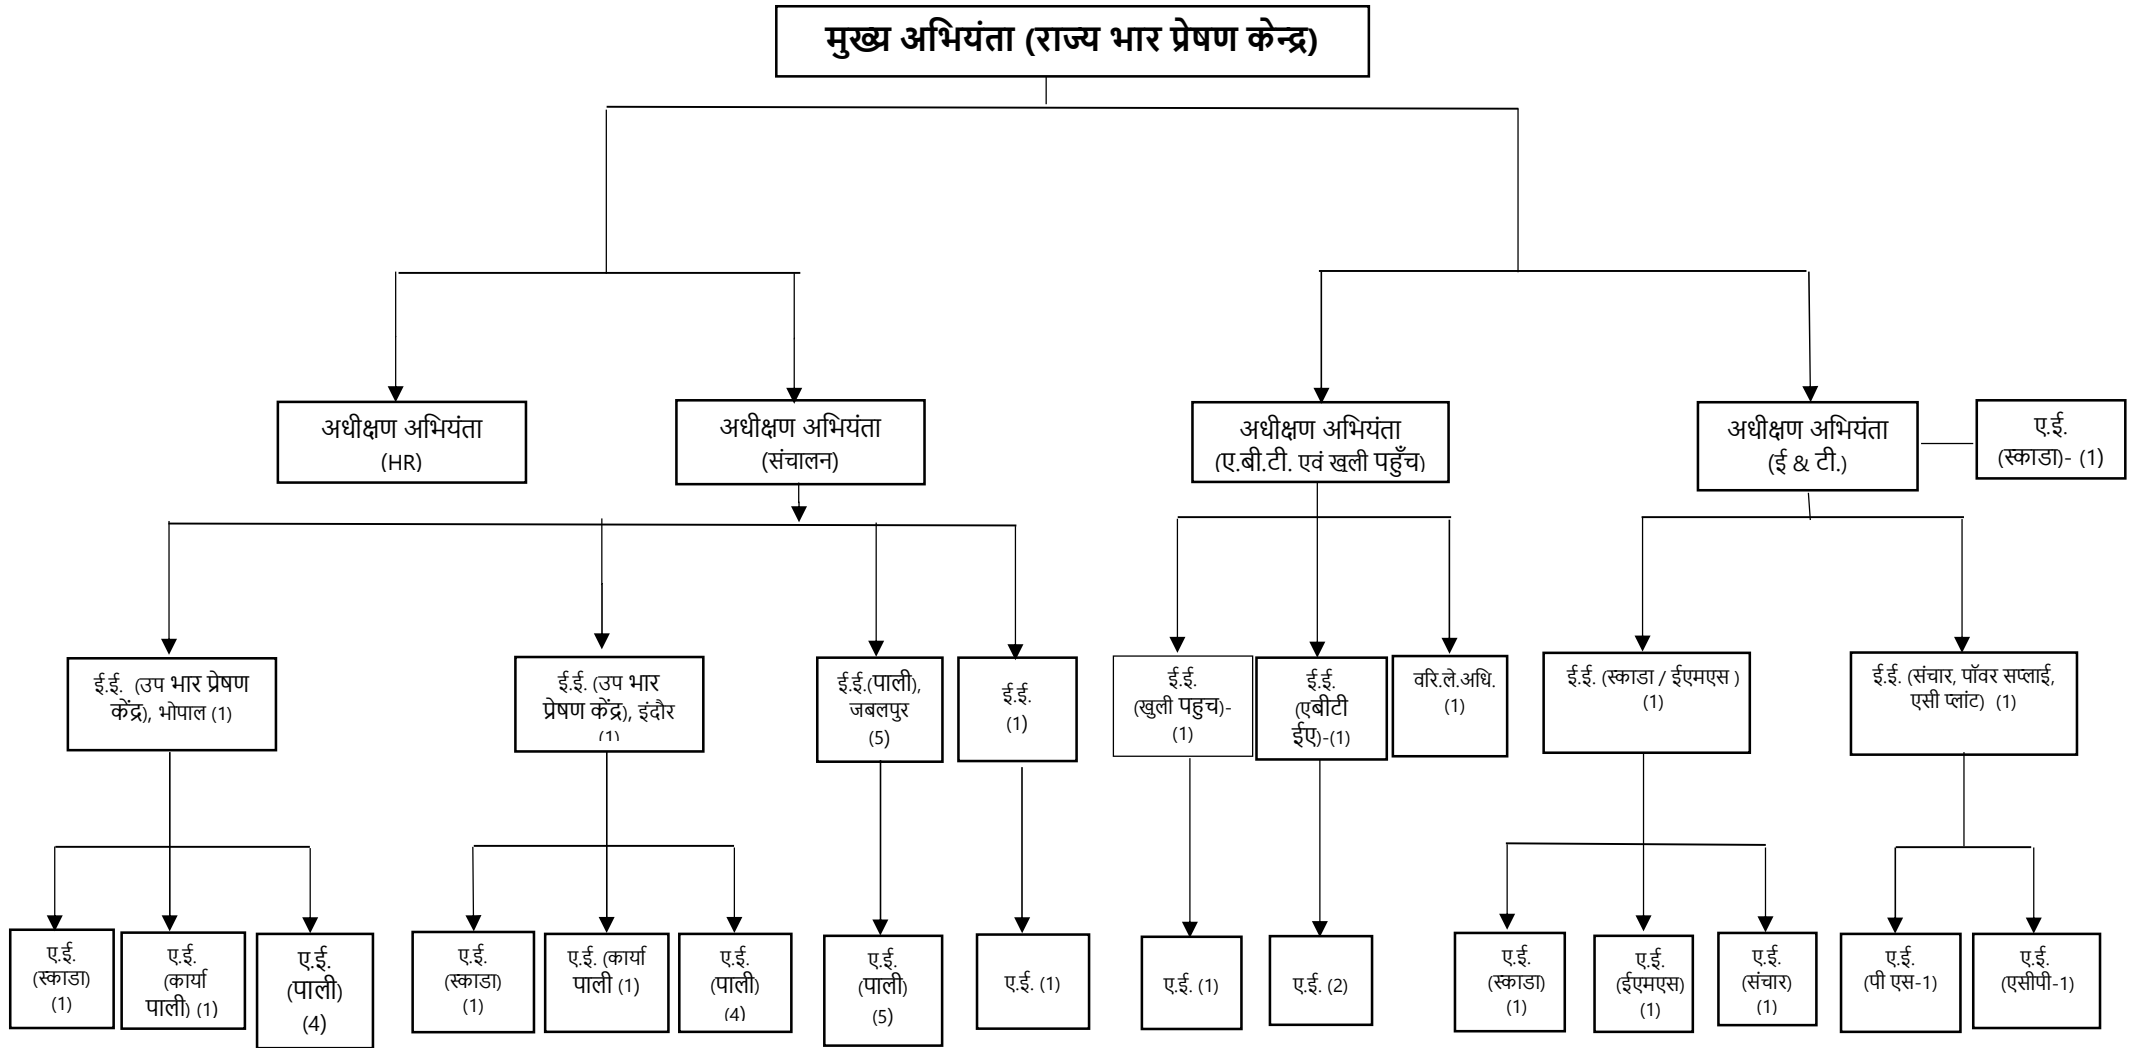 मुख्य अभियंता (राज्य भार प्रेषण केन्द्र)
अधीक्षण अभियंता
(HR)
अधीक्षण अभियंता
(संचालन)
अधीक्षण अभियंता
(ए.बी.टी. एवं खुली पहुँच)
अधीक्षण अभियंता
(ई & टी.)
ए.ई.
(स्काडा)- (1)
ई.ई. (उप भार प्रेषण
केंद्र), भोपाल (1)
ई.ई. (उप भार
प्रेषण केंद्र), इंदौर
(1)
ई.ई.(पाली),
जबलपुर
(5)
ई.ई.
(1)
ई.ई.
(खुली पहुच)-
(1)
ई.ई.
(एबीटी
ईए)-(1)
वरि.ले.अधि.
(1)
ई.ई. (स्काडा / ईएमएस )
(1)
ई.ई. (संचार, पॉवर सप्लाई,
एसी प्लांट) (1)
ए.ई.
(स्काडा)
(1)
ए.ई.
(कार्या
पाली) (1)
ए.ई.
(पाली)
(4)
ए.ई.
(स्काडा)
(1)
ए.ई. (कार्या
पाली (1)
ए.ई.
(पाली)
(4)
ए.ई.
(पाली)
(5)
ए.ई. (1)
ए.ई. (1)
ए.ई. (2)
ए.ई.
(स्काडा)
(1)
ए.ई.
(ईएमएस)
(1)
ए.ई.
(संचार)
(1)
ए.ई.
(पी एस-1)
ए.ई.
(एसीपी-1)